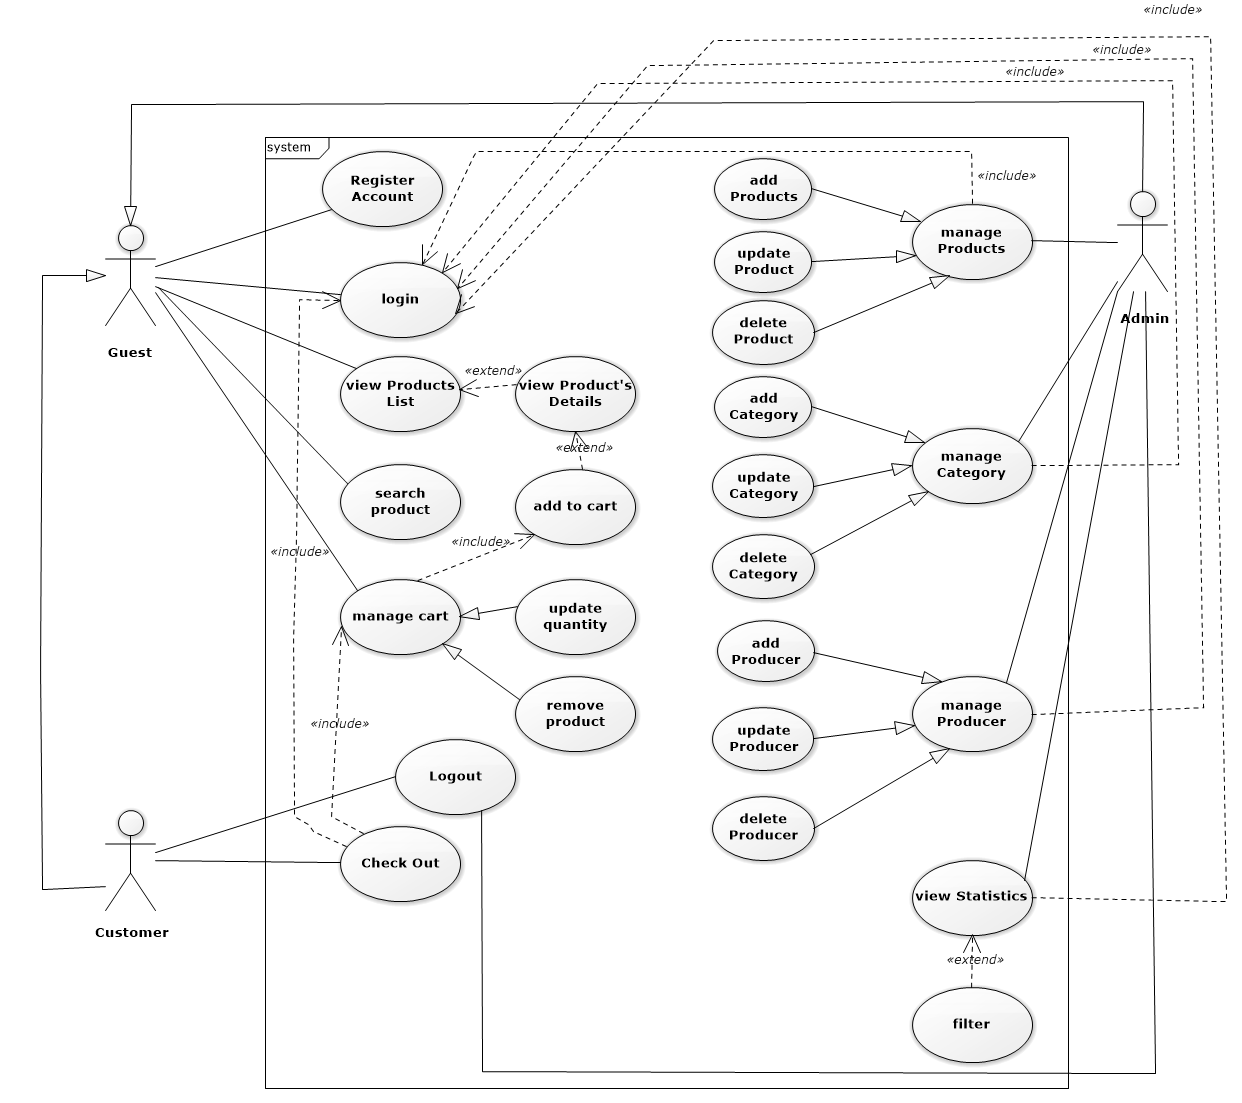 «include»
«include»
«include»
system
Register
Account
«include»
add
Products
manage
Products
update
Product
login
delete
Product
Admin
Guest
view Products
List
«extend»
view Product's
Details
add
Category
«extend»
manage
Category
update
Category
search
product
add to cart
«include»
«include»
delete
Category
manage cart
update
quantity
add
Producer
remove
product
manage
Producer
«include»
update
Producer
Logout
delete
Producer
Check Out
view Statistics
Customer
«extend»
filter